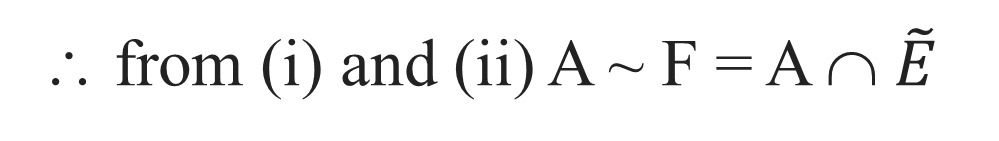 ∴ from (i) and (ii) A ~ F = A ∩ Ẽ